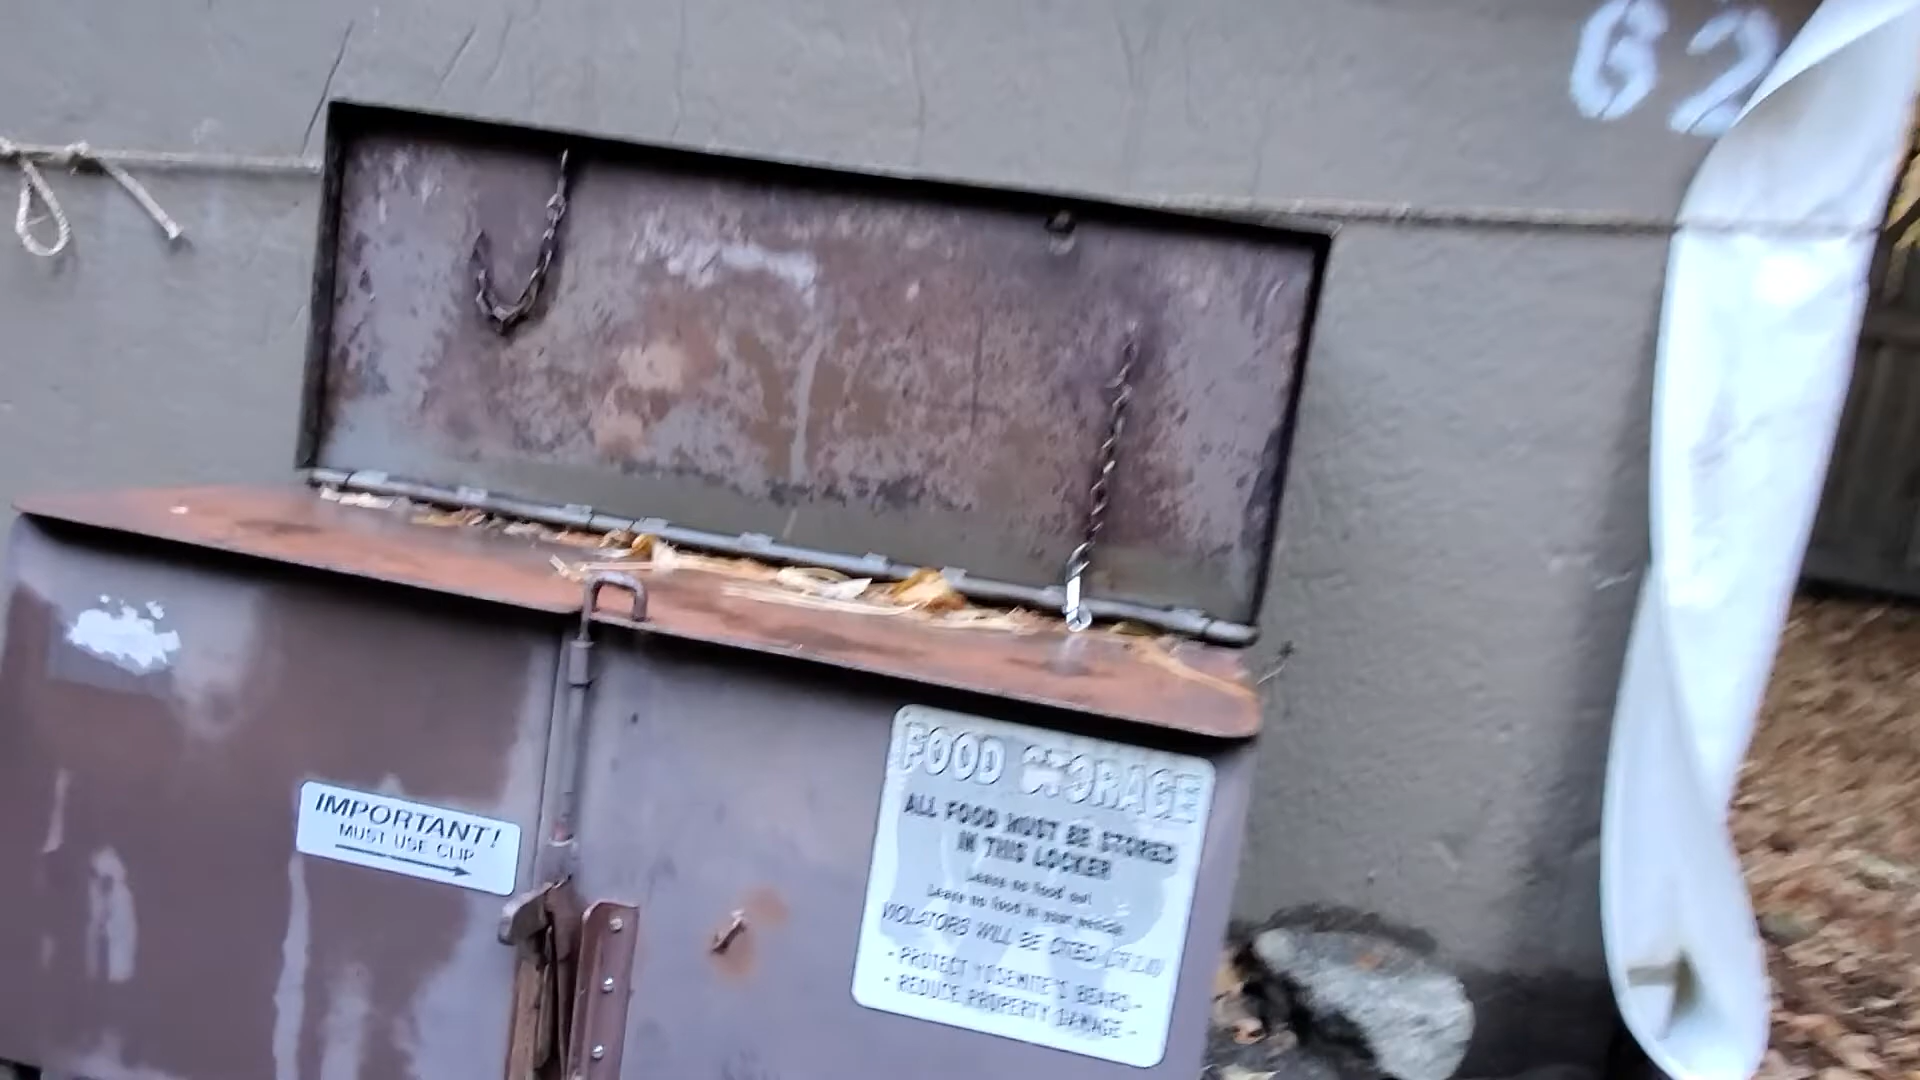 62
IMPORTANT!
MUST USE CLIP
FOOD STORAGE
ALL FOOD MUST BE STORED
IN THIS LOCKER
Leave no food out
Leave no food in your vehicle
VIOLATORS WILL BE CITED
- PROTECT YOSEMITE'S BEARS -
- REDUCE PROPERTY DAMAGE -